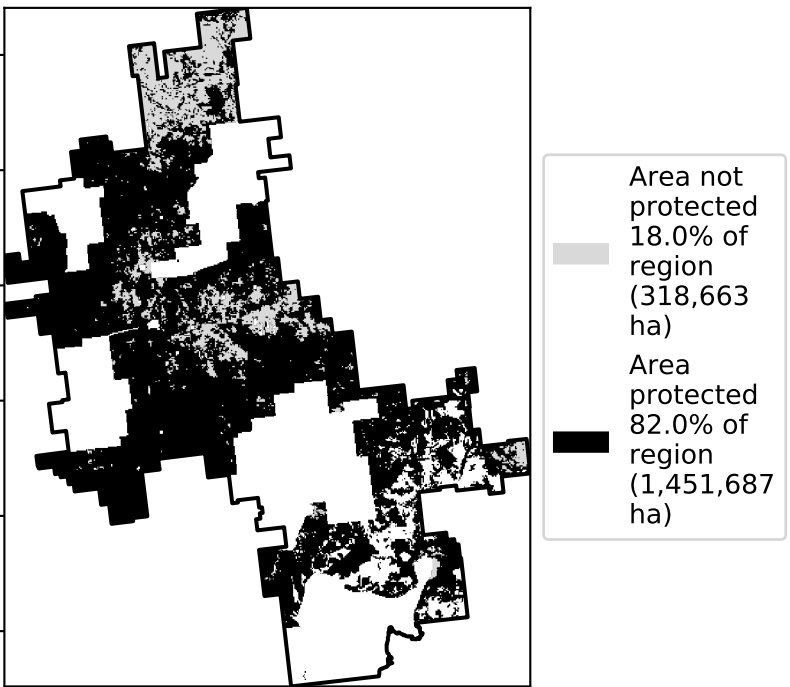 Area not
protected
18.0% of
region
(318,663
ha)
Area
protected
82.0% of
region
(1,451,687
ha)